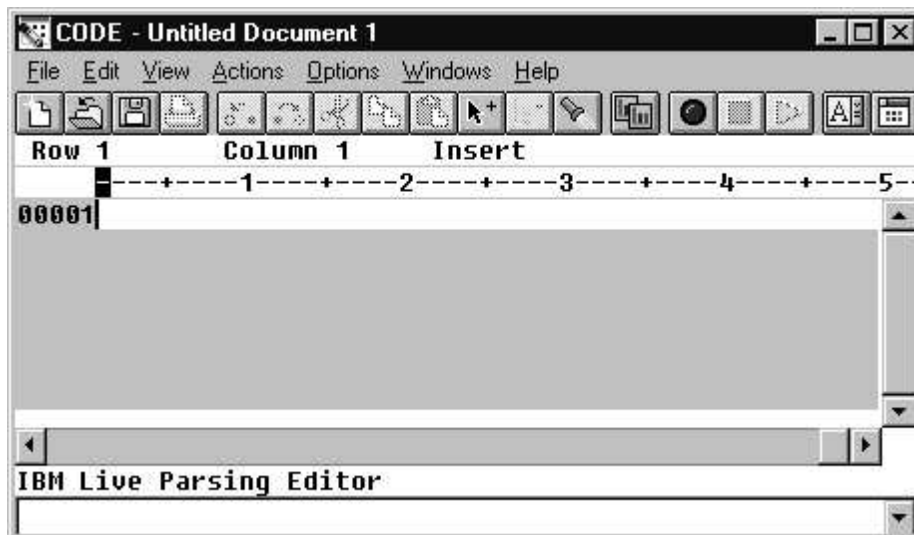 CODE - Untitled Document 1
File Edit View Actions Options Windows Help
Row 1 Column 1 Insert
----+----1----+----2----+----3----+----4----+----5--
00001
IBM Live Parsing Editor